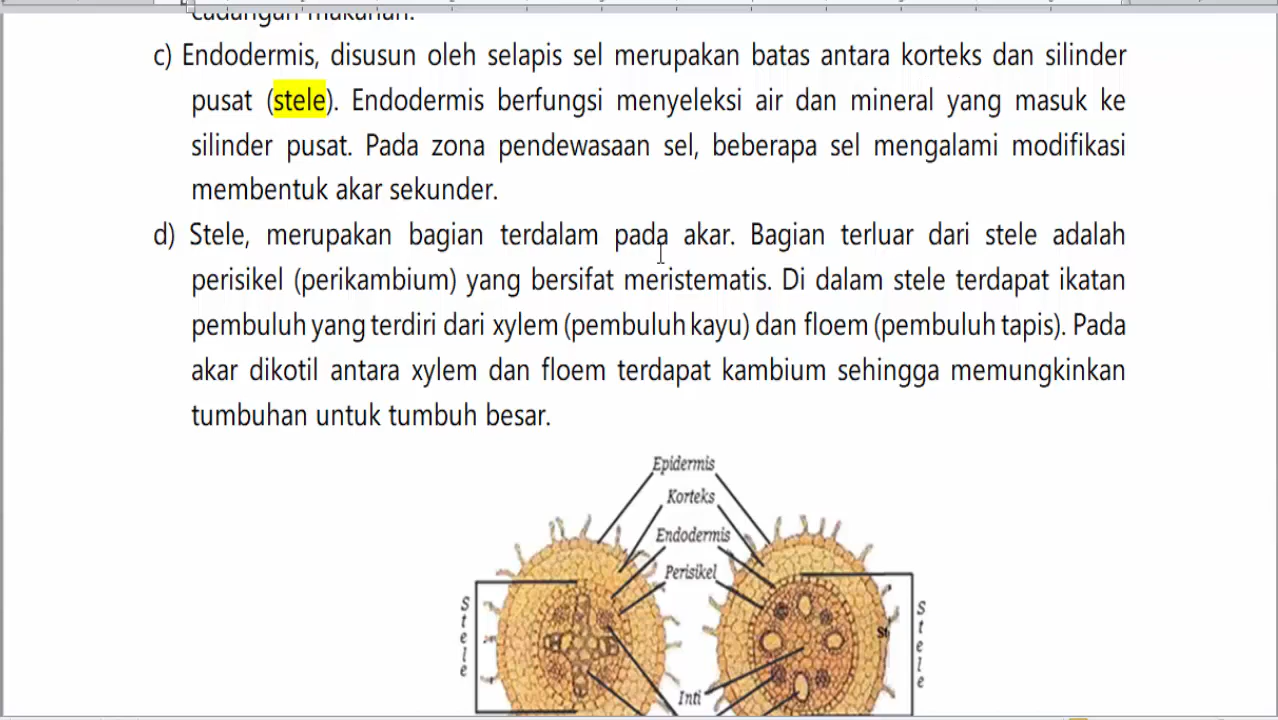 cadangan makanan.
c) Endodermis, disusun oleh selapis sel merupakan batas antara korteks dan silinder
pusat (stele). Endodermis berfungsi menyeleksi air dan mineral yang masuk ke
silinder pusat. Pada zona pendewasaan sel, beberapa sel mengalami modifikasi
membentuk akar sekunder.
d) Stele, merupakan bagian terdalam pada akar. Bagian terluar dari stele adalah
perisikel (perikambium) yang bersifat meristematis. Di dalam stele terdapat ikatan
pembuluh yang terdiri dari xylem (pembuluh kayu) dan floem (pembuluh tapis). Pada
akar dikotil antara xylem dan floem terdapat kambium sehingga memungkinkan
tumbuhan untuk tumbuh besar.
Epidermis
Korteks
Endodermis
Perisikel
Stele
Stele
St
Inti